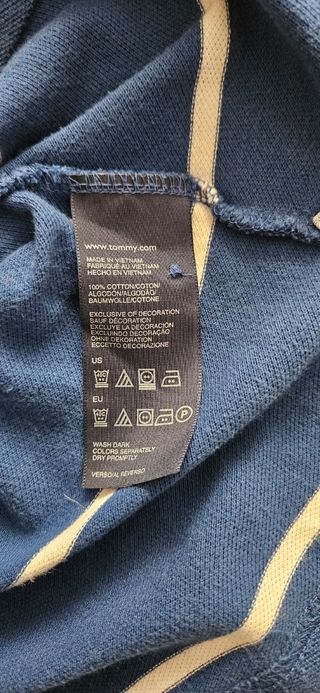 www.tommy.com
MADE IN VIETNAM
FABRIQUÉ AU VIETNAM
HECHO EN VIETNAM
100% COTTON/COTON/
ALGODÓN/ALGODÃO/
BAUMWOLLE/COTONE
EXCLUSIVE OF DECORATION
SAUF DÉCORATION
EXCLUYE LA DECORACIÓN
EXCLUINDO DECORAÇÃO
OHNE DEKORATION
ECCETTO DECORAZIONE
US
EU
P
WASH DARK
COLORS SEPARATELY
DRY PROMPTLY
VERSO/AL REVERSO